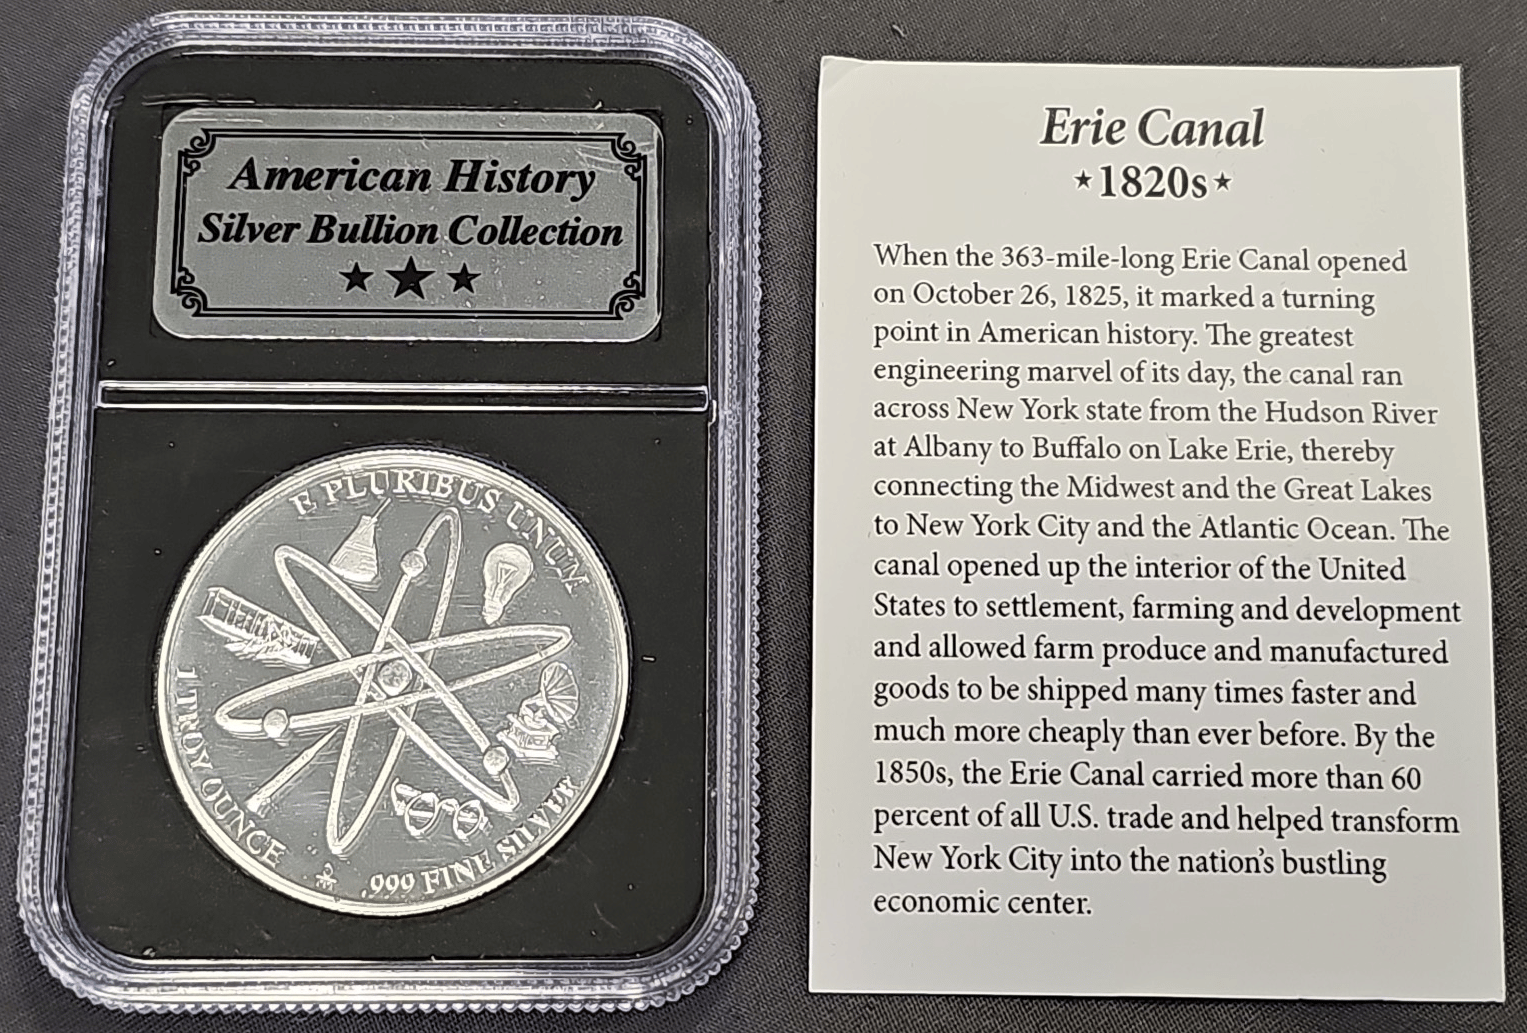 American History
Silver Bullion Collection
E PLURIBUS UNUM
1 TROY OUNCE
.999 FINE SILVER
Erie Canal
★1820s★
When the 363-mile-long Erie Canal opened
on October 26, 1825, it marked a turning
point in American history. The greatest
engineering marvel of its day, the canal ran
across New York state from the Hudson River
at Albany to Buffalo on Lake Erie, thereby
connecting the Midwest and the Great Lakes
to New York City and the Atlantic Ocean. The
canal opened up the interior of the United
States to settlement, farming and development
and allowed farm produce and manufactured
goods to be shipped many times faster and
much more cheaply than ever before. By the
1850s, the Erie Canal carried more than 60
percent of all U.S. trade and helped transform
New York City into the nation's bustling
economic center.